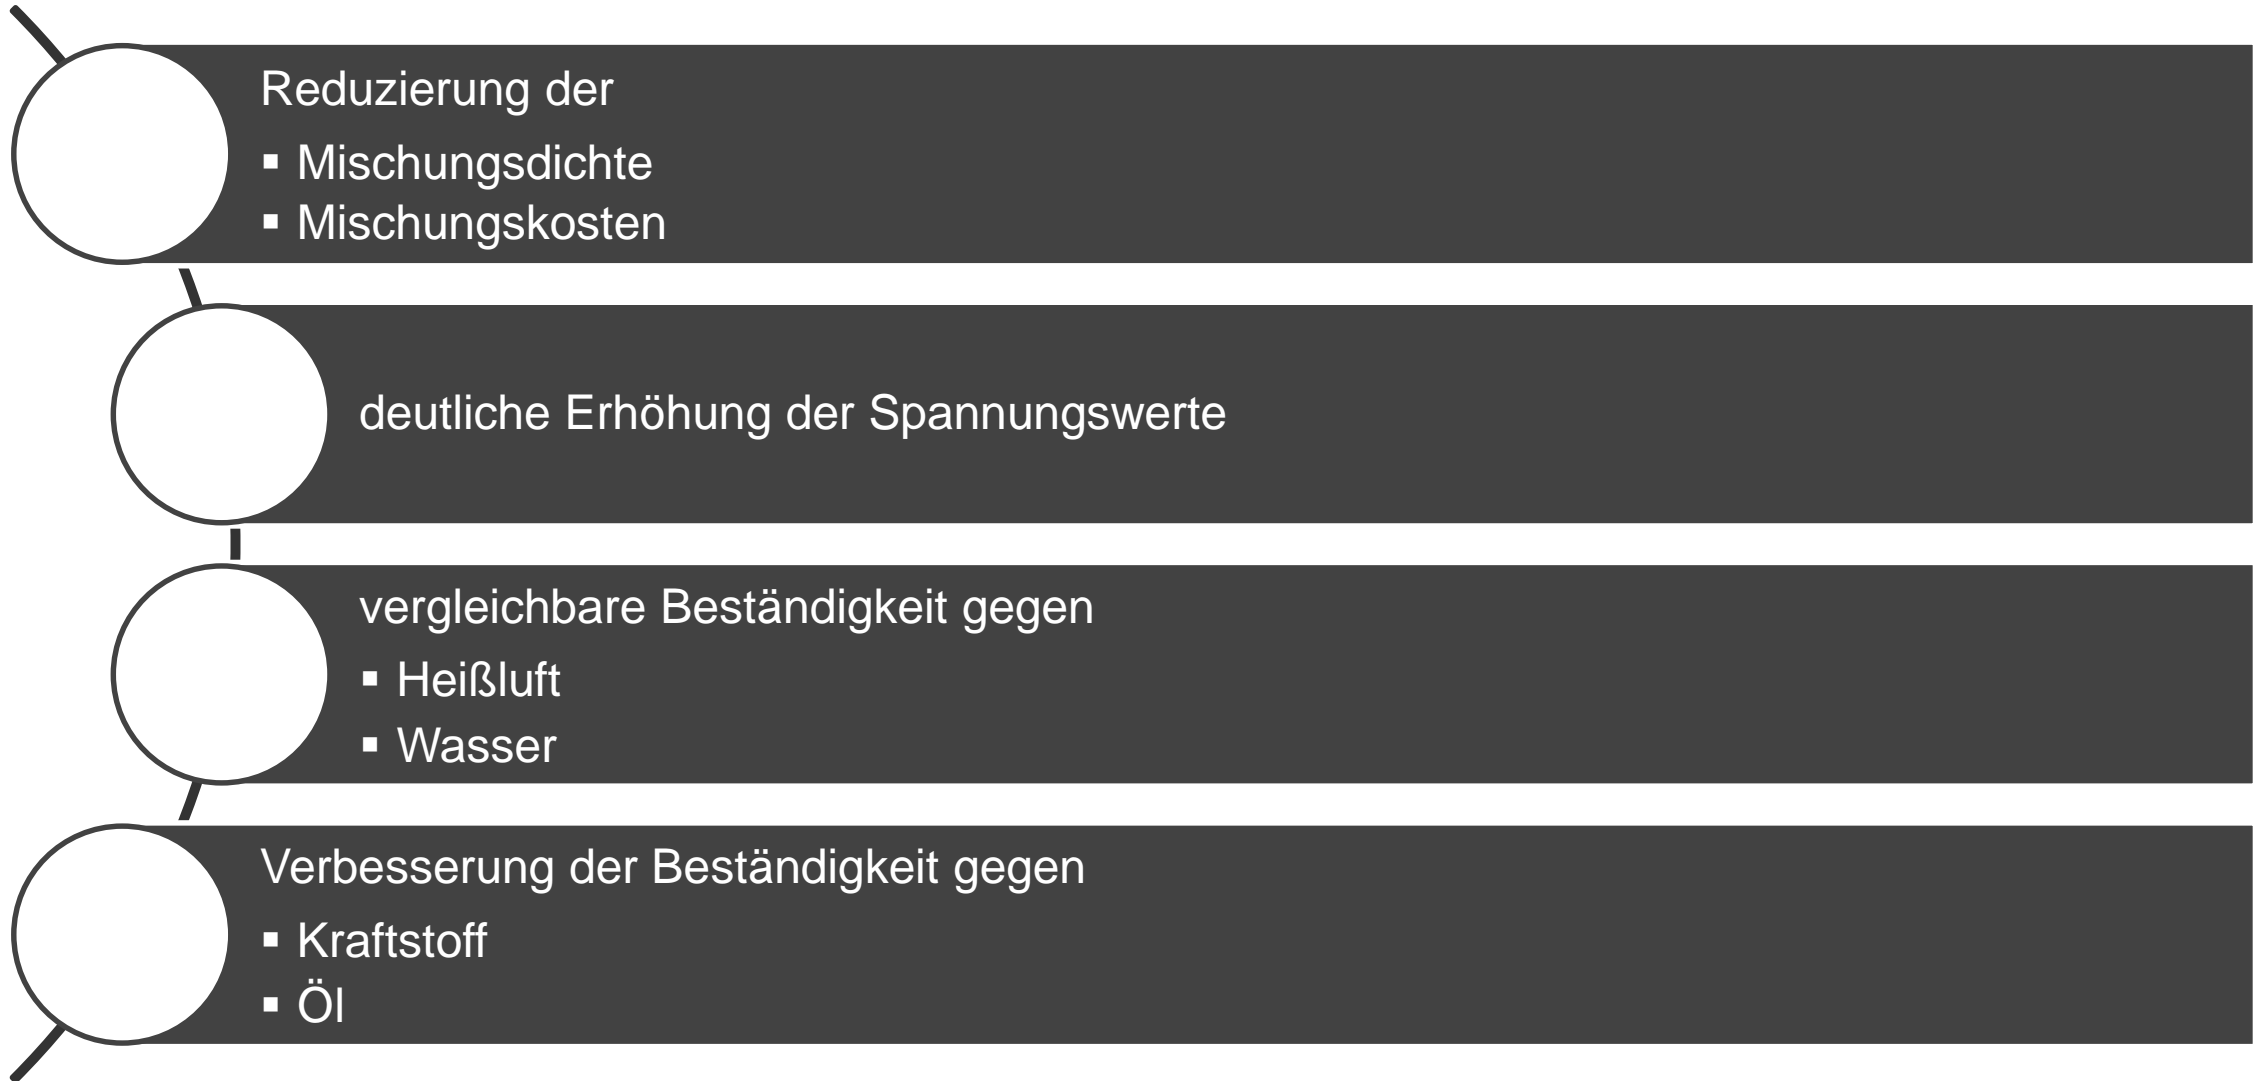 Reduzierung der
▪ Mischungsdichte
▪ Mischungskosten
deutliche Erhöhung der Spannungswerte
vergleichbare Beständigkeit gegen
▪ Heißluft
▪ Wasser
Verbesserung der Beständigkeit gegen
▪ Kraftstoff
▪ Öl